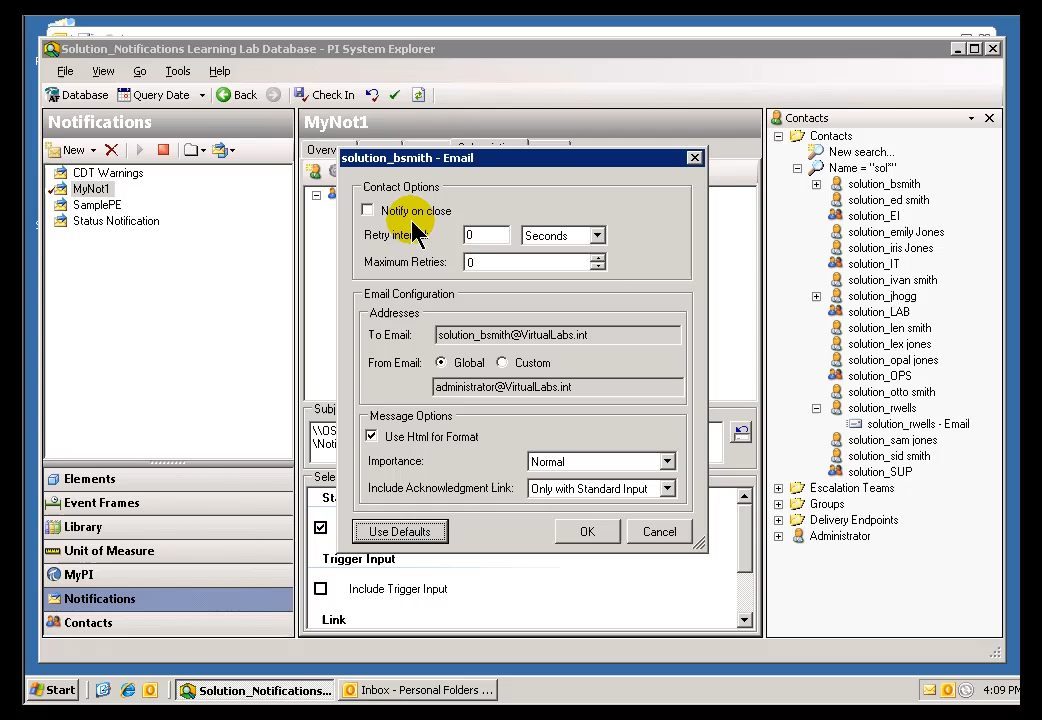 Solution_Notifications Learning Lab Database - PI System Explorer
File View Go Tools Help
Database Query Date Back Check In
Notifications
New
CDT Warnings
MyNot1
SamplePE
Status Notification
Elements
Event Frames
Library
Unit of Measure
MyPI
Notifications
Contacts
MyNot1
solution_bsmith - Email
Contact Options
Notify on close
Retry 0 Seconds
Maximum Retries: 0
Email Configuration
Addresses
To Email: solution_bsmith@VirtualLabs.int
From Email: Global Custom
administrator@VirtualLabs.int
Message Options
Use Html for Format
Importance: Normal
Include Acknowledgment Link: Only with Standard Input
Use Defaults OK Cancel
Trigger Input
Include Trigger Input
Link
Contacts
Contacts
New search...
Name = "sol*"
solution_bsmith
solution_ed smith
solution_EI
solution_emily Jones
solution_iris Jones
solution_IT
solution_ivan smith
solution_jhogg
solution_LAB
solution_len smith
solution_lex jones
solution_opal jones
solution_OPS
solution_otto smith
solution_rwells
solution_rwells - Email
solution_sam jones
solution_sid smith
solution_SUP
Escalation Teams
Groups
Delivery Endpoints
Administrator
Start Solution_Notifications... Inbox - Personal Folders ... 4:09 PM